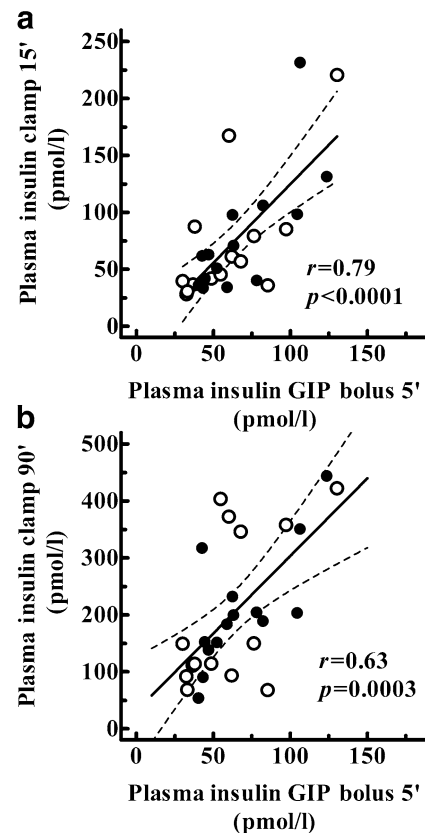 a
Plasma insulin clamp 15'
(pmol/l)
250
200
150
100
50
0
r=0.79
p<0.0001
0 50 100 150
Plasma insulin GIP bolus 5'
(pmol/l)
b
Plasma insulin clamp 90'
(pmol/l)
500
400
300
200
100
0
r=0.63
p=0.0003
0 50 100 150
Plasma insulin GIP bolus 5'
(pmol/l)